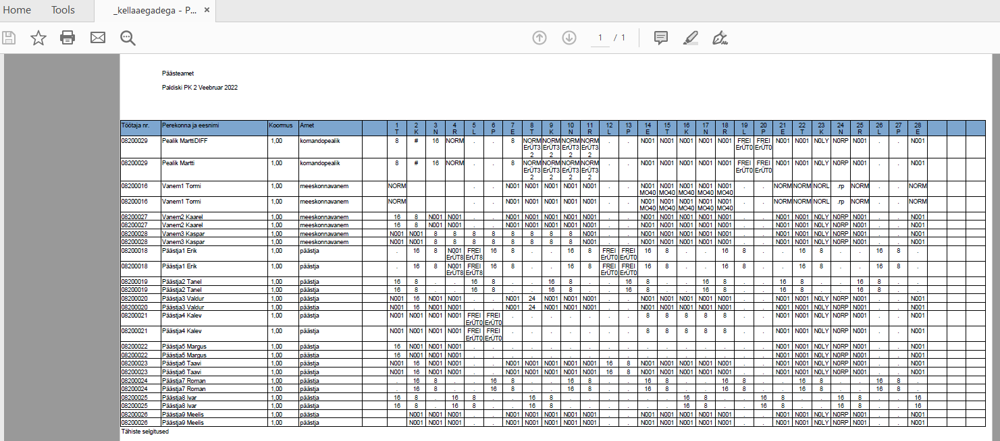 Home Tools _kellaaegadega - P... ×
1 / 1
Päästeamet
Paldiski PK 2 Veebruar 2022
Töötaja nr. Perekonna ja eesnimi Koormus Amet 1 2 3 4 5 6 7 8 9 10 11 12 13 14 15 16 17 18 19 20 21 22 23 24 25 26 27 28
T K N R L P E T K N R L P E T K N R L P E T K N R L P E
08200029 Pealik MarttiDIFF 1,00 komandopealik 8 # 16 NORM . . 8 NORM NORM NORM NORM . . N001 N001 N001 N001 N001 FREI FREI N001 N001 N0LY N0RP N001 . . N001
ErÜT3 ErÜT3 ErÜT3 ErÜT3 ErÜT0 ErÜT0
2 2 2 2
08200029 Pealik Martti 1,00 komandopealik 8 # 16 NORM . . 8 NORM NORM NORM NORM . . N001 N001 N001 N001 N001 FREI FREI N001 N001 N0LY N0RP N001 . . N001
ErÜT3 ErÜT3 ErÜT3 ErÜT3 ErÜT0 ErÜT0
2 2 2 2
08200016 Vanem1 Tormi 1,00 meeskonnavanem NORM . . N001 N001 N001 N001 N001 . . N001 N001 N001 N001 N001 . . NORM NORM NORL .rp NORM . . NORM
MO40 MO40 MO40 MO40 MO40
08200016 Vanem1 Tormi 1,00 meeskonnavanem NORM . . N001 N001 N001 N001 N001 . . N001 N001 N001 N001 N001 . . NORM NORM NORL .rp NORM . . NORM
MO40 MO40 MO40 MO40 MO40
08200027 Vanem2 Kaarel 1,00 meeskonnavanem 16 8 N001 N001 . . N001 N001 N001 N001 N001 . . N001 N001 N001 N001 N001 . . N001 N001 N0LY N0RP N001 . . N001
08200027 Vanem2 Kaarel 1,00 meeskonnavanem 16 8 N001 N001 . . N001 N001 N001 N001 N001 . . N001 N001 N001 N001 N001 . . N001 N001 N0LY N0RP N001 . . N001
08200028 Vanem3 Kaspar 1,00 meeskonnavanem N001 N001 8 8 8 8 8 8 8 8 N001 . . N001 N001 N001 N001 N001 . . N001 N001 N0LY N0RP N001 . . N001
08200028 Vanem3 Kaspar 1,00 meeskonnavanem N001 N001 8 8 8 8 8 8 8 8 N001 . . N001 N001 N001 N001 N001 . . N001 N001 N0LY N0RP N001 . . N001
08200018 Päästja1 Erik 1,00 päästja . 16 8 N001 FREI 16 8 . . 16 8 FREI FREI 16 8 . . 16 8 . . 16 8 . . 16 8 .
ErÜT8 ErÜT8 ErÜT0 ErÜT0
08200018 Päästja1 Erik 1,00 päästja . 16 8 N001 FREI 16 8 . . 16 8 FREI FREI 16 8 . . 16 8 . . 16 8 . . 16 8 .
ErÜT8 ErÜT8 ErÜT0 ErÜT0
08200019 Päästja2 Tanel 1,00 päästja 16 8 . . 16 8 . . 16 8 . . 16 8 . . 16 8 . . 16 8 . . 16 8 . .
08200019 Päästja2 Tanel 1,00 päästja 16 8 . . 16 8 . . 16 8 . . 16 8 . . 16 8 . . 16 8 . . 16 8 . .
08200020 Päästja3 Valdur 1,00 päästja N001 16 N001 N001 . . N001 24 N001 N001 N001 . . N001 N001 N001 N001 N001 . . N001 N001 N0LY N0RP N001 . . N001
08200020 Päästja3 Valdur 1,00 päästja N001 16 N001 N001 . . N001 24 N001 N001 N001 . . N001 N001 N001 N001 N001 . . N001 N001 N0LY N0RP N001 . . N001
08200021 Päästja4 Kalev 1,00 päästja N001 N001 N001 N001 FREI FREI . . . . . . . 8 8 8 8 8 . . N001 N001 N0LY N0RP N001 . . N001
ErÜT0 ErÜT0
08200021 Päästja4 Kalev 1,00 päästja N001 N001 N001 N001 FREI FREI . . . . . . . 8 8 8 8 8 . . N001 N001 N0LY N0RP N001 . . N001
ErÜT0 ErÜT0
08200022 Päästja5 Margus 1,00 päästja 16 N001 N001 N001 . . . . . . . . . . . . . . . . N001 N001 N0LY N0RP N001 . . N001
08200022 Päästja5 Margus 1,00 päästja 16 N001 N001 N001 . . . . . . . . . . . . . . . . N001 N001 N0LY N0RP N001 . . N001
08200023 Päästja6 Taavi 1,00 päästja N001 16 N001 N001 . . N001 N001 N001 N001 N001 16 8 N001 N001 N001 N001 N001 . . N001 N001 N0LY N0RP N001 . . N001
08200023 Päästja6 Taavi 1,00 päästja N001 16 N001 N001 . . N001 N001 N001 N001 N001 16 8 N001 N001 N001 N001 N001 . . N001 N001 N0LY N0RP N001 . . N001
08200024 Päästja7 Roman 1,00 päästja . 16 8 . . 16 8 . . 16 8 . . 16 8 . . 16 8 . . 16 8 . . 16 8 .
08200024 Päästja7 Roman 1,00 päästja . 16 8 . . 16 8 . . 16 8 . . 16 8 . . 16 8 . . 16 8 . . 16 8 .
08200025 Päästja8 Ivar 1,00 päästja 16 8 . 16 8 . . 16 8 . . . . . . 16 8 . . 16 8 . . 16 8 . . 16
08200025 Päästja8 Ivar 1,00 päästja 16 8 . 16 8 . . 16 8 . . . . . . 16 8 . . 16 8 . . 16 8 . . 16
08200026 Päästja9 Meelis 1,00 päästja N001 N001 N001 . . N001 N001 N001 N001 N001 . . N001 N001 N001 N001 N001 . . N001 N001 N0LY N0RP N001 . . N001
08200026 Päästja9 Meelis 1,00 päästja N001 N001 N001 . . N001 N001 N001 N001 N001 . . N001 N001 N001 N001 N001 . . N001 N001 N0LY N0RP N001 . . N001
Tähiste selgitused